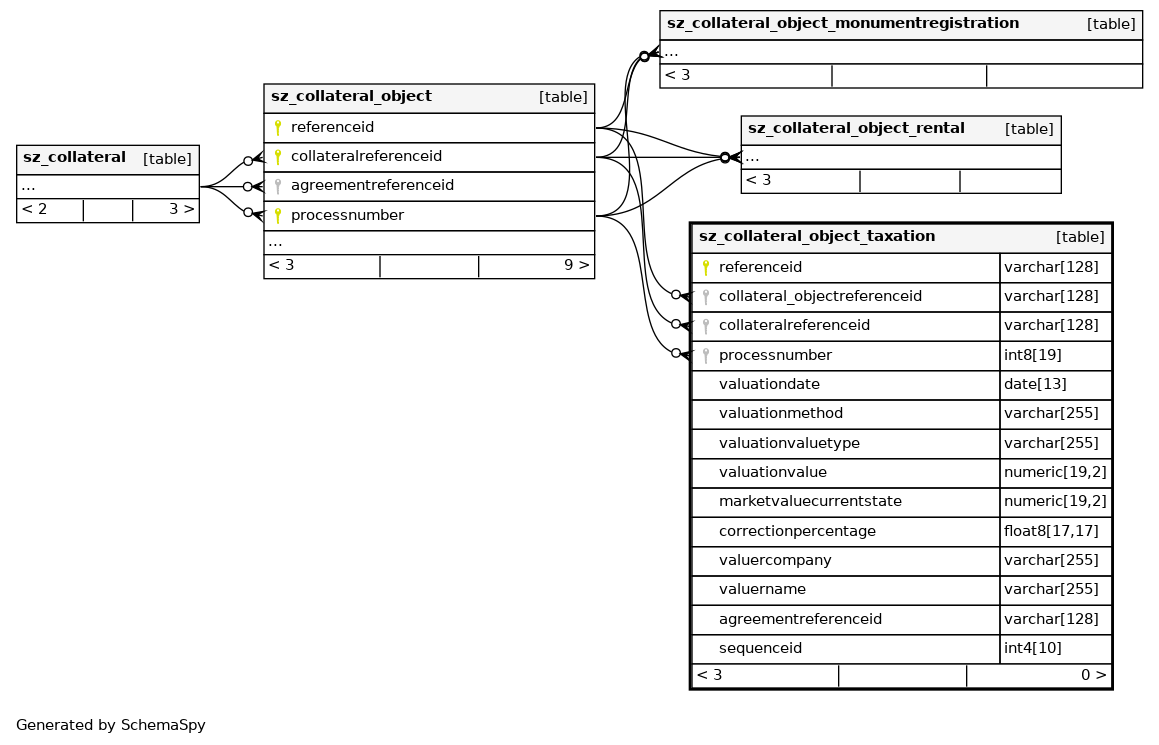 sz_collateral_object_monumentregistration [table]
...
< 3
sz_collateral_object [table]
referenceid
collateralreferenceid
agreementreferenceid
processnumber
...
< 3 9 >
sz_collateral_object_rental [table]
...
< 3
sz_collateral [table]
...
< 2 3 >
sz_collateral_object_taxation [table]
referenceid varchar[128]
collateral_objectreferenceid varchar[128]
collateralreferenceid varchar[128]
processnumber int8[19]
valuationdate date[13]
valuationmethod varchar[255]
valuationvaluetype varchar[255]
valuationvalue numeric[19,2]
marketvaluecurrentstate numeric[19,2]
correctionpercentage float8[17,17]
valuercompany varchar[255]
valuername varchar[255]
agreementreferenceid varchar[128]
sequenceid int4[10]
< 3 0 >
Generated by SchemaSpy